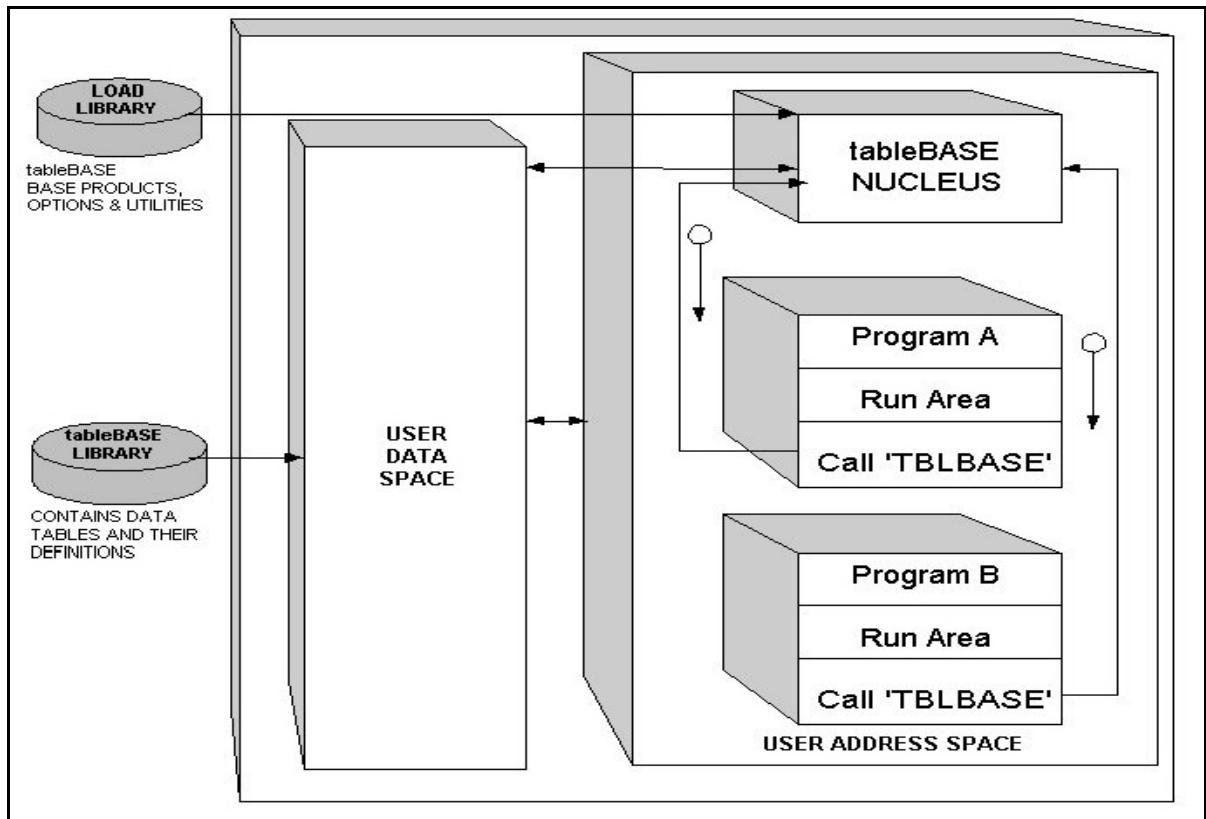 LOAD
LIBRARY
tableBASE
BASE PRODUCTS,
OPTIONS & UTILITIES
tableBASE
LIBRARY
CONTAINS DATA
TABLES AND THEIR
DEFINITIONS
USER
DATA
SPACE
tableBASE
NUCLEUS
Program A
Run Area
Call 'TBLBASE'
Program B
Run Area
Call 'TBLBASE'
USER ADDRESS SPACE